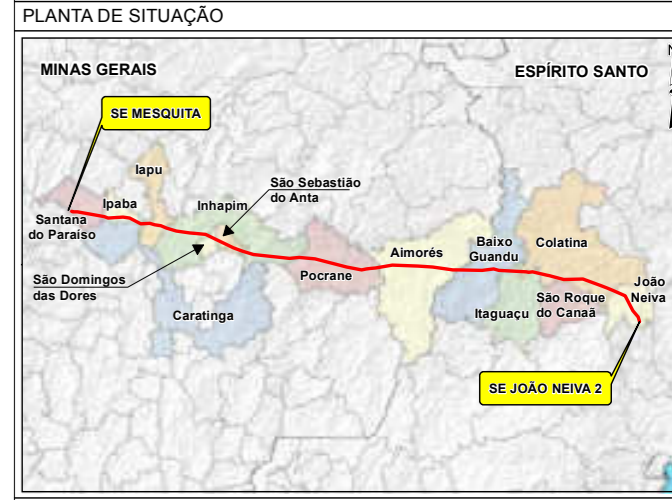 PLANTA DE SITUAÇÃO
MINAS GERAIS
ESPÍRITO SANTO
SE MESQUITA
Iapu
São Sebastião
do Anta
Ipaba
Inhapim
Santana
do Paraíso
Aimorés
Baixo
Guandu
Colatina
São Domingos
das Dores
Pocrane
João
Neiva
Caratinga
Itaguaçu
São Roque
do Canaã
SE JOÃO NEIVA 2